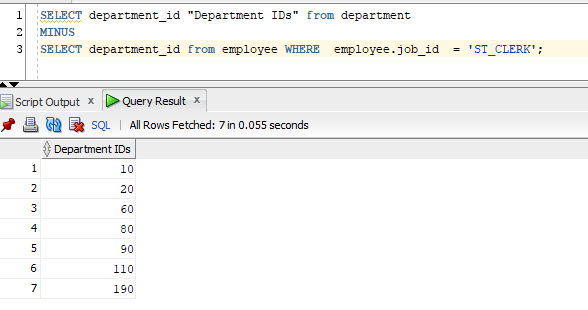 1 SELECT department_id "Department IDs" from department
2 MINUS
3 SELECT department_id from employee WHERE  employee.job_id  = 'ST_CLERK';
Script Output x Query Result x
SQL | All Rows Fetched: 7 in 0.055 seconds
Department IDs
1 10
2 20
3 60
4 80
5 90
6 110
7 190